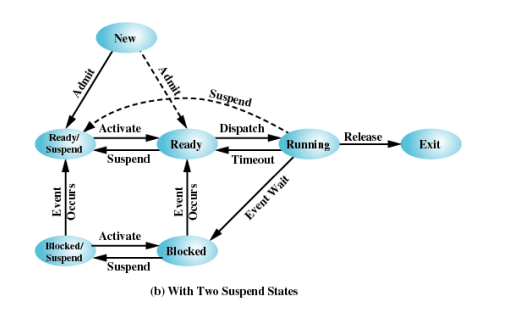 New
Admit
Admit
Suspend
Ready/
Suspend
Activate
Suspend
Ready
Dispatch
Timeout
Running
Release
Exit
Event
Occurs
Event
Occurs
Event Wait
Blocked/
Suspend
Activate
Suspend
Blocked
(b) With Two Suspend States